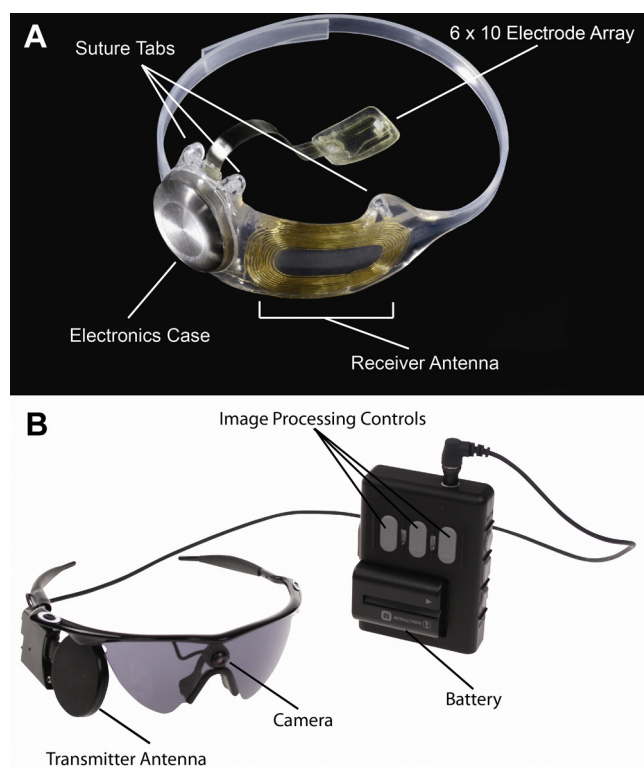 A
Suture Tabs
6 x 10 Electrode Array
Electronics Case
Receiver Antenna
B
Image Processing Controls
Battery
Camera
Transmitter Antenna